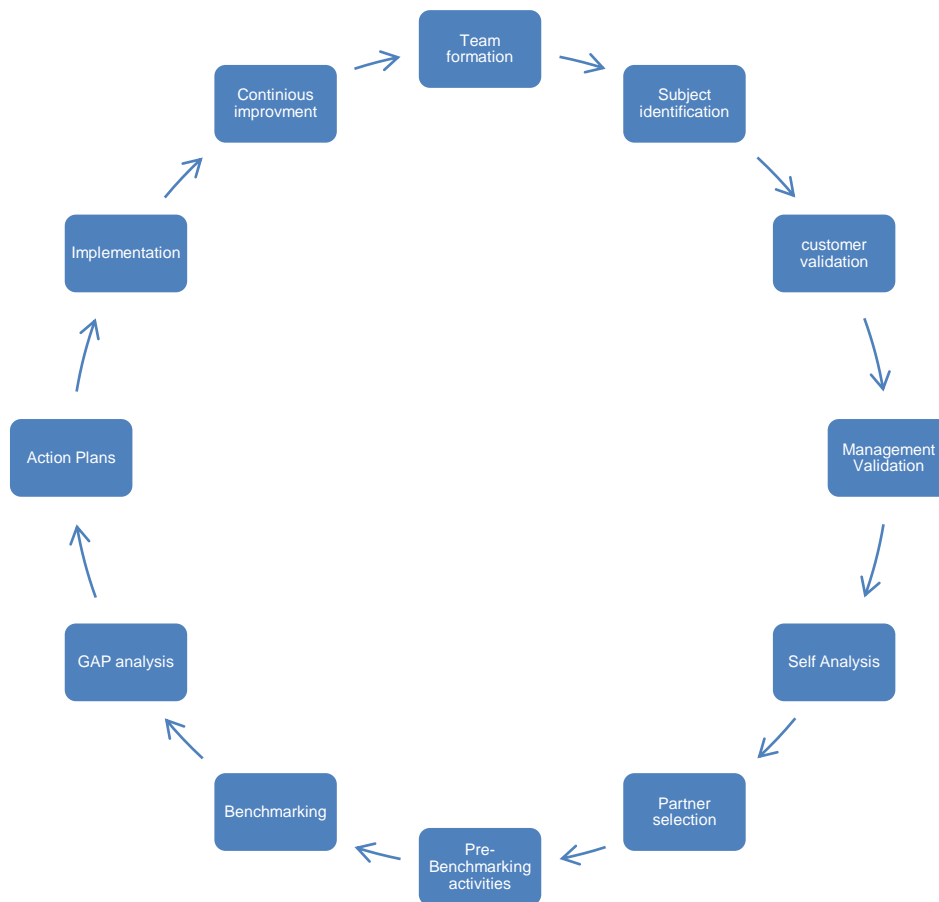 Team
formation
Subject
identification
customer
validation
Management
Validation
Self Analysis
Partner
selection
Pre-
Benchmarking
activities
Benchmarking
GAP analysis
Action Plans
Implementation
Continious
improvment